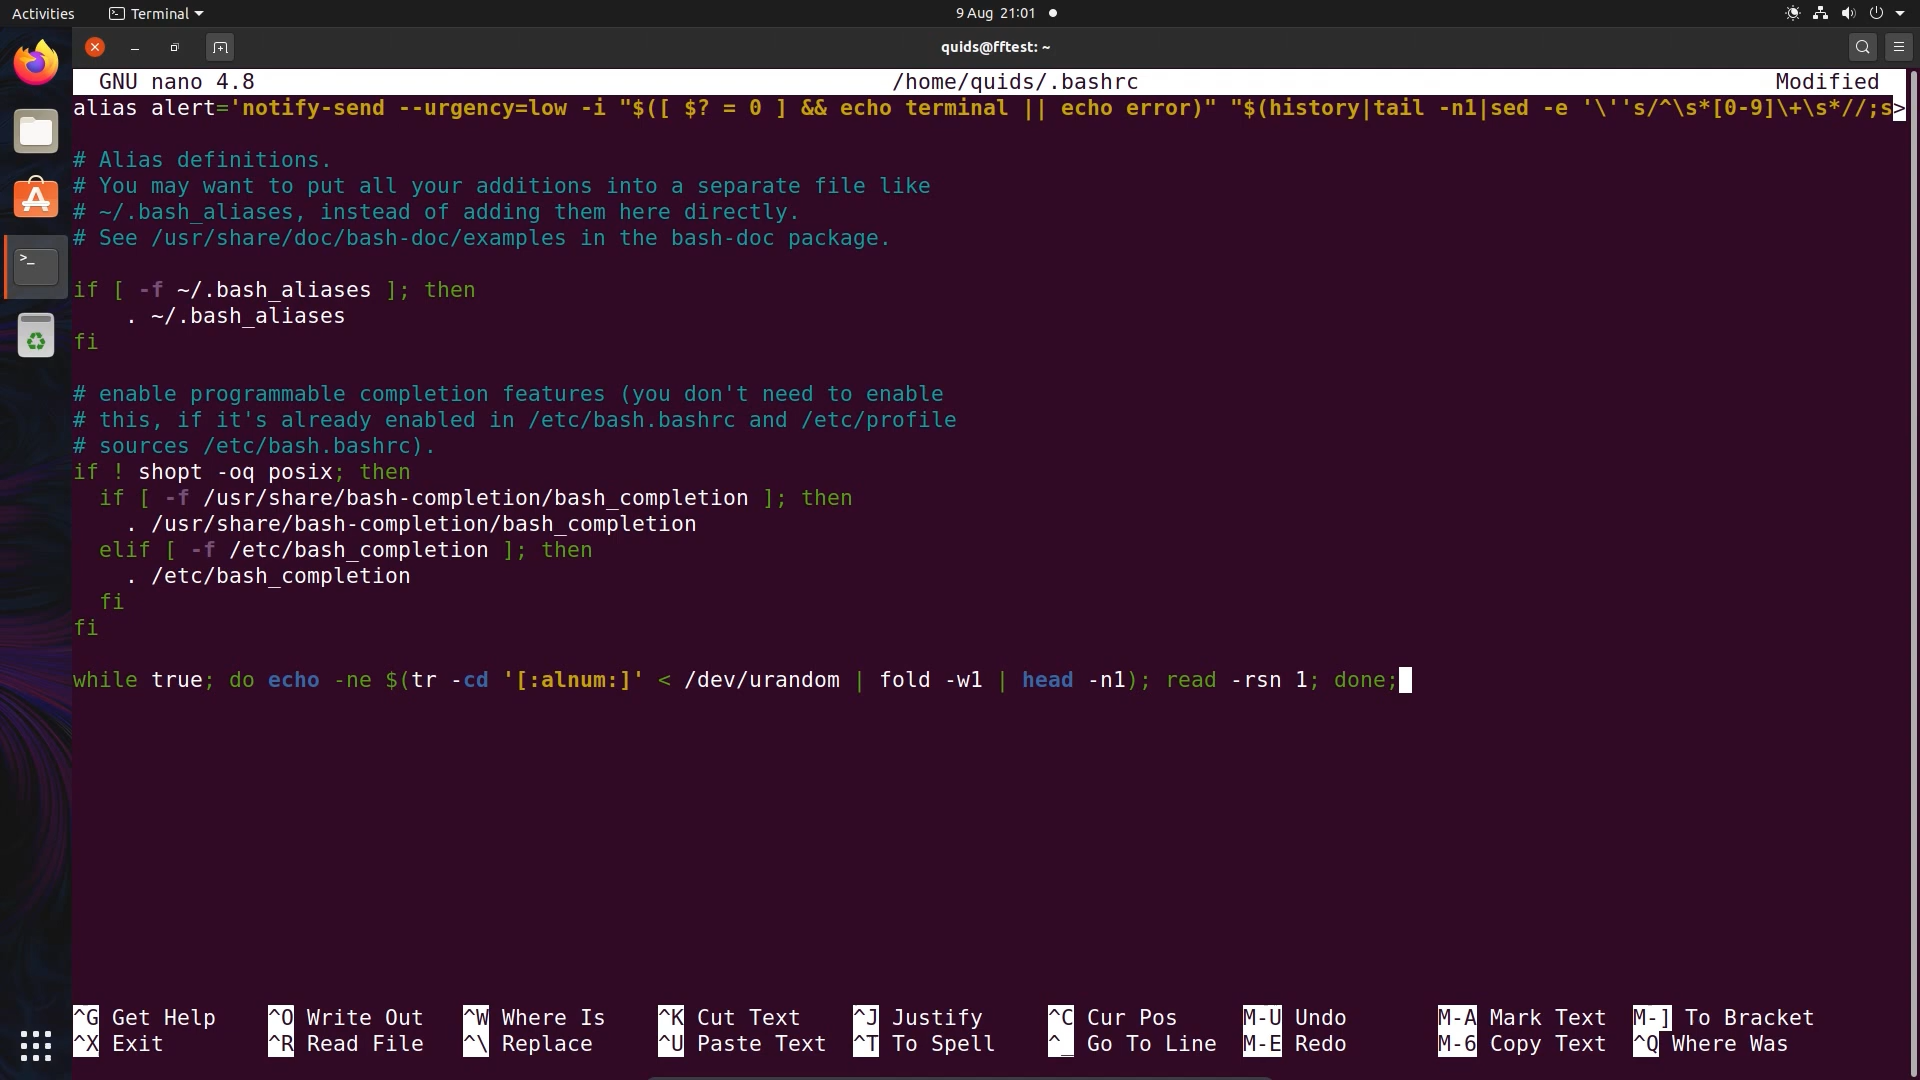 Activities Terminal 9 Aug 21:01
quids@fftest: ~
GNU nano 4.8 /home/quids/.bashrc Modified
alias alert='notify-send --urgency=low -i "$([ $? = 0 ] && echo terminal || echo error)" "$(history|tail -n1|sed -e '\''s/^\s*[0-9]\+\s*//;s>
# Alias definitions.
# You may want to put all your additions into a separate file like
# ~/.bash_aliases, instead of adding them here directly.
# See /usr/share/doc/bash-doc/examples in the bash-doc package.
if [ -f ~/.bash_aliases ]; then
    . ~/.bash_aliases
fi
# enable programmable completion features (you don't need to enable
# this, if it's already enabled in /etc/bash.bashrc and /etc/profile
# sources /etc/bash.bashrc).
if ! shopt -oq posix; then
  if [ -f /usr/share/bash-completion/bash_completion ]; then
    . /usr/share/bash-completion/bash_completion
  elif [ -f /etc/bash_completion ]; then
    . /etc/bash_completion
  fi
fi
while true; do echo -ne $(tr -cd '[:alnum:]' < /dev/urandom | fold -w1 | head -n1); read -rsn 1; done;
^G Get Help ^O Write Out ^W Where Is ^K Cut Text ^J Justify ^C Cur Pos M-U Undo M-A Mark Text M-] To Bracket
^X Exit ^R Read File ^\ Replace ^U Paste Text ^T To Spell ^_ Go To Line M-E Redo M-6 Copy Text ^Q Where Was